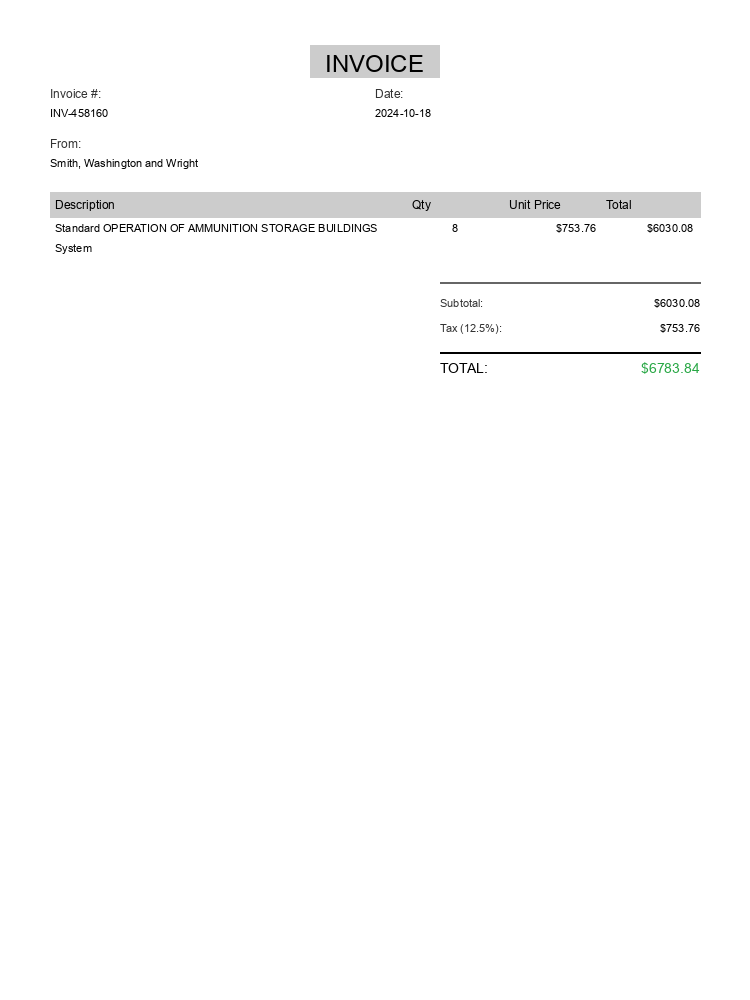 INVOICE
Invoice #: Date:
INV-458160 2024-10-18
From:
Smith, Washington and Wright
Description Qty Unit Price Total
Standard OPERATION OF AMMUNITION STORAGE BUILDINGS 8 $753.76 $6030.08
System
Subtotal: $6030.08
Tax (12.5%): $753.76
TOTAL: $6783.84